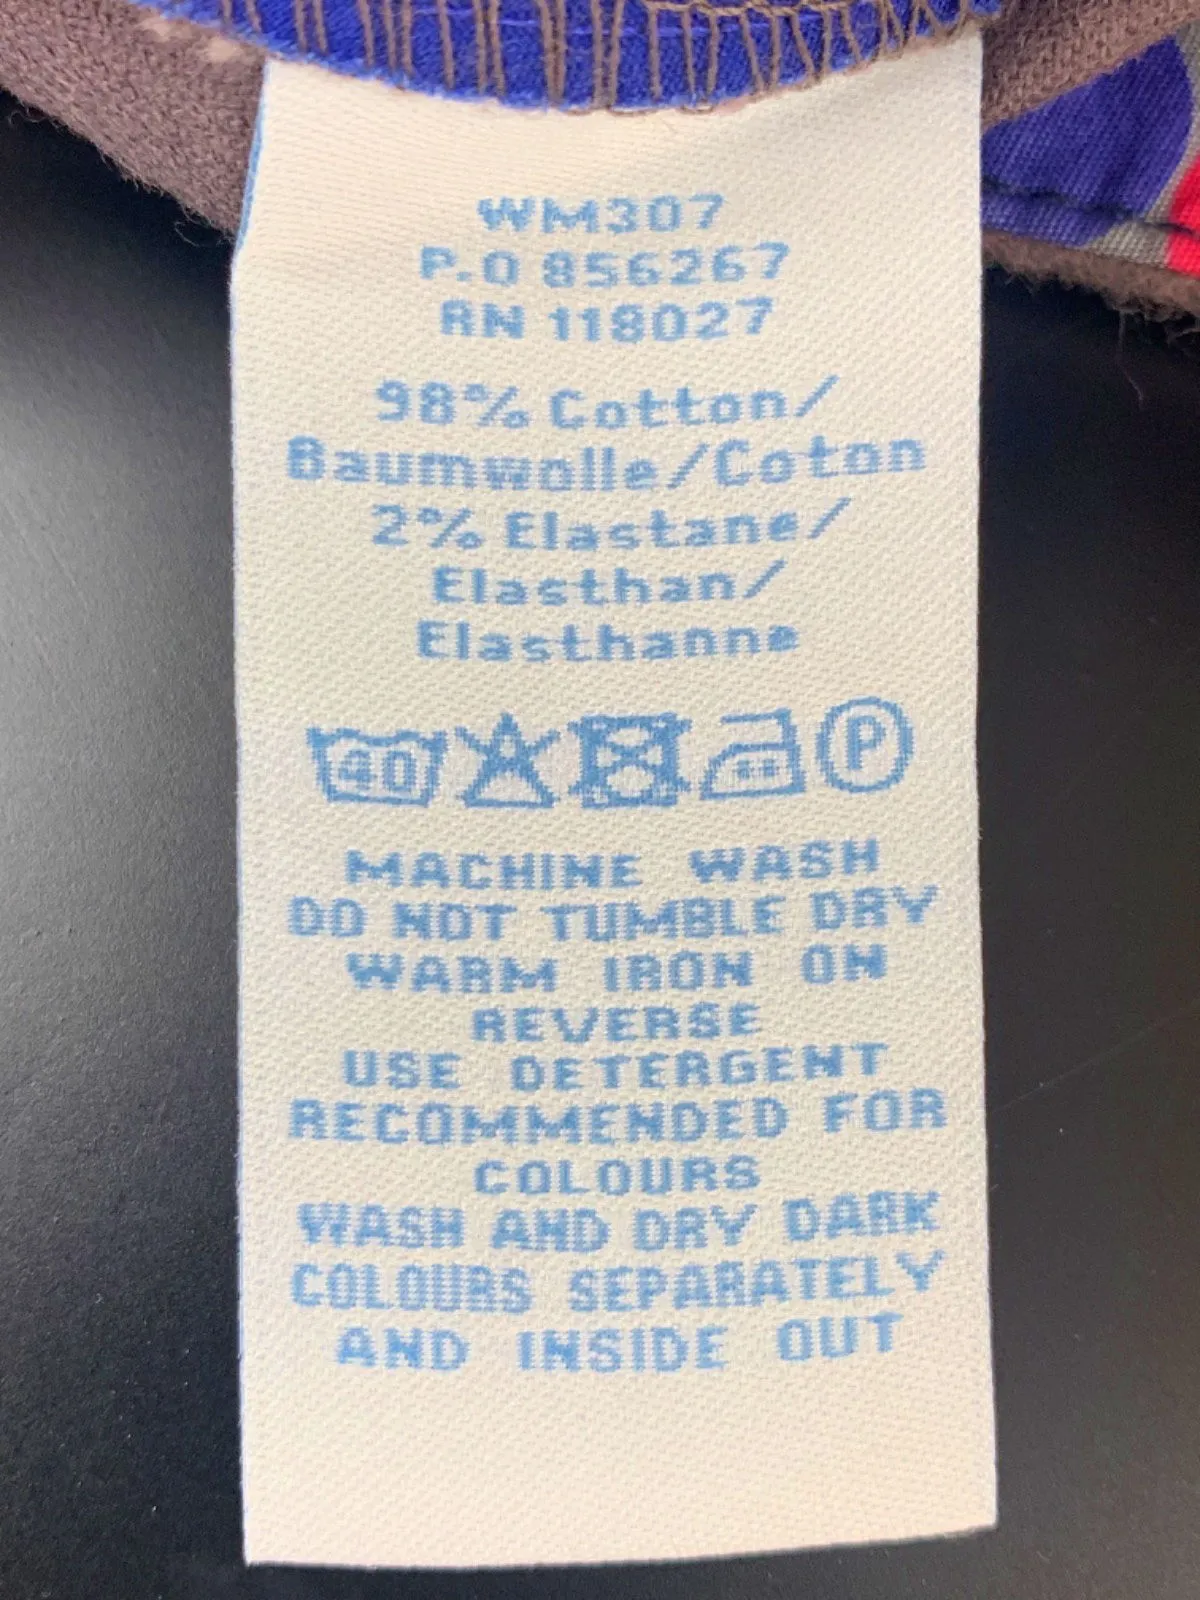 WM307
P.O 856267
RN 118027
98% Cotton/
Baumwolle/Coton
2% Elastane/
Elasthan/
Elasthanne
40 P
MACHINE WASH
DO NOT TUMBLE DRY
WARM IRON ON
REVERSE
USE DETERGENT
RECOMMENDED FOR
COLOURS
WASH AND DRY DARK
COLOURS SEPARATELY
AND INSIDE OUT